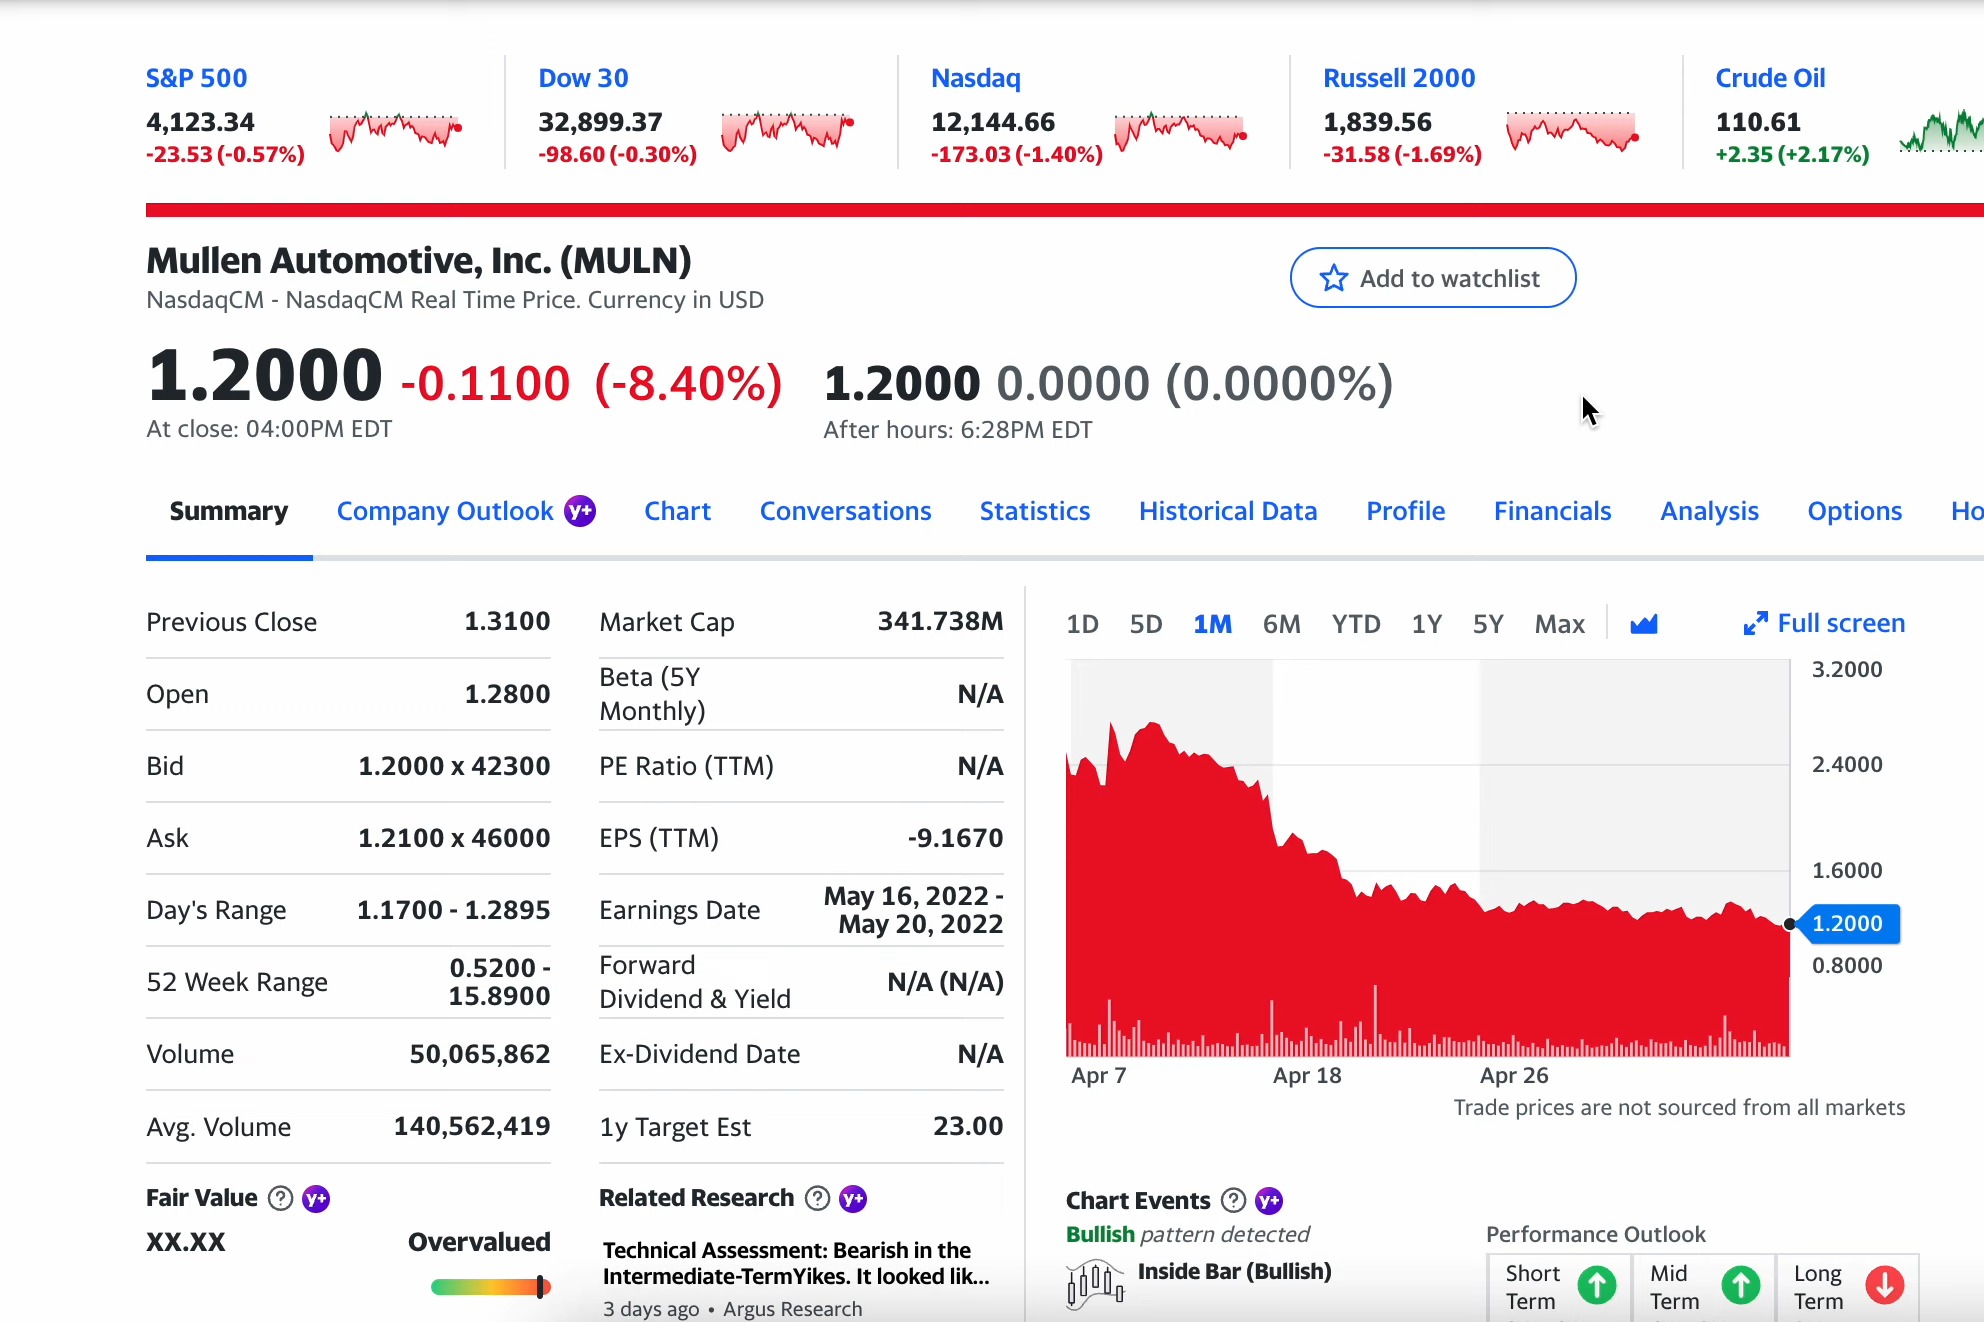 S&P 500
4,123.34
-23.53 (-0.57%)
Dow 30
32,899.37
-98.60 (-0.30%)
Nasdaq
12,144.66
-173.03 (-1.40%)
Russell 2000
1,839.56
-31.58 (-1.69%)
Crude Oil
110.61
+2.35 (+2.17%)
Mullen Automotive, Inc. (MULN)
NasdaqCM - NasdaqCM Real Time Price. Currency in USD
Add to watchlist
1.2000 -0.1100 (-8.40%)
At close: 04:00PM EDT
1.2000 0.0000 (0.0000%)
After hours: 6:28PM EDT
Summary Company Outlook y+ Chart Conversations Statistics Historical Data Profile Financials Analysis Options Ho
Previous Close 1.3100
Open 1.2800
Bid 1.2000 x 42300
Ask 1.2100 x 46000
Day's Range 1.1700 - 1.2895
52 Week Range 0.5200 -
15.8900
Volume 50,065,862
Avg. Volume 140,562,419
Market Cap 341.738M
Beta (5Y
Monthly) N/A
PE Ratio (TTM) N/A
EPS (TTM) -9.1670
Earnings Date May 16, 2022 -
May 20, 2022
Forward
Dividend & Yield N/A (N/A)
Ex-Dividend Date N/A
1y Target Est 23.00
Fair Value ? y+
XX.XX Overvalued
Related Research ? y+
Technical Assessment: Bearish in the
Intermediate-TermYikes. It looked lik...
3 days ago • Argus Research
1D 5D 1M 6M YTD 1Y 5Y Max Full screen
3.2000
2.4000
1.6000
1.2000
0.8000
Apr 7 Apr 18 Apr 26
Trade prices are not sourced from all markets
Chart Events ? y+
Bullish pattern detected
Inside Bar (Bullish)
Performance Outlook
Short
Term
Mid
Term
Long
Term